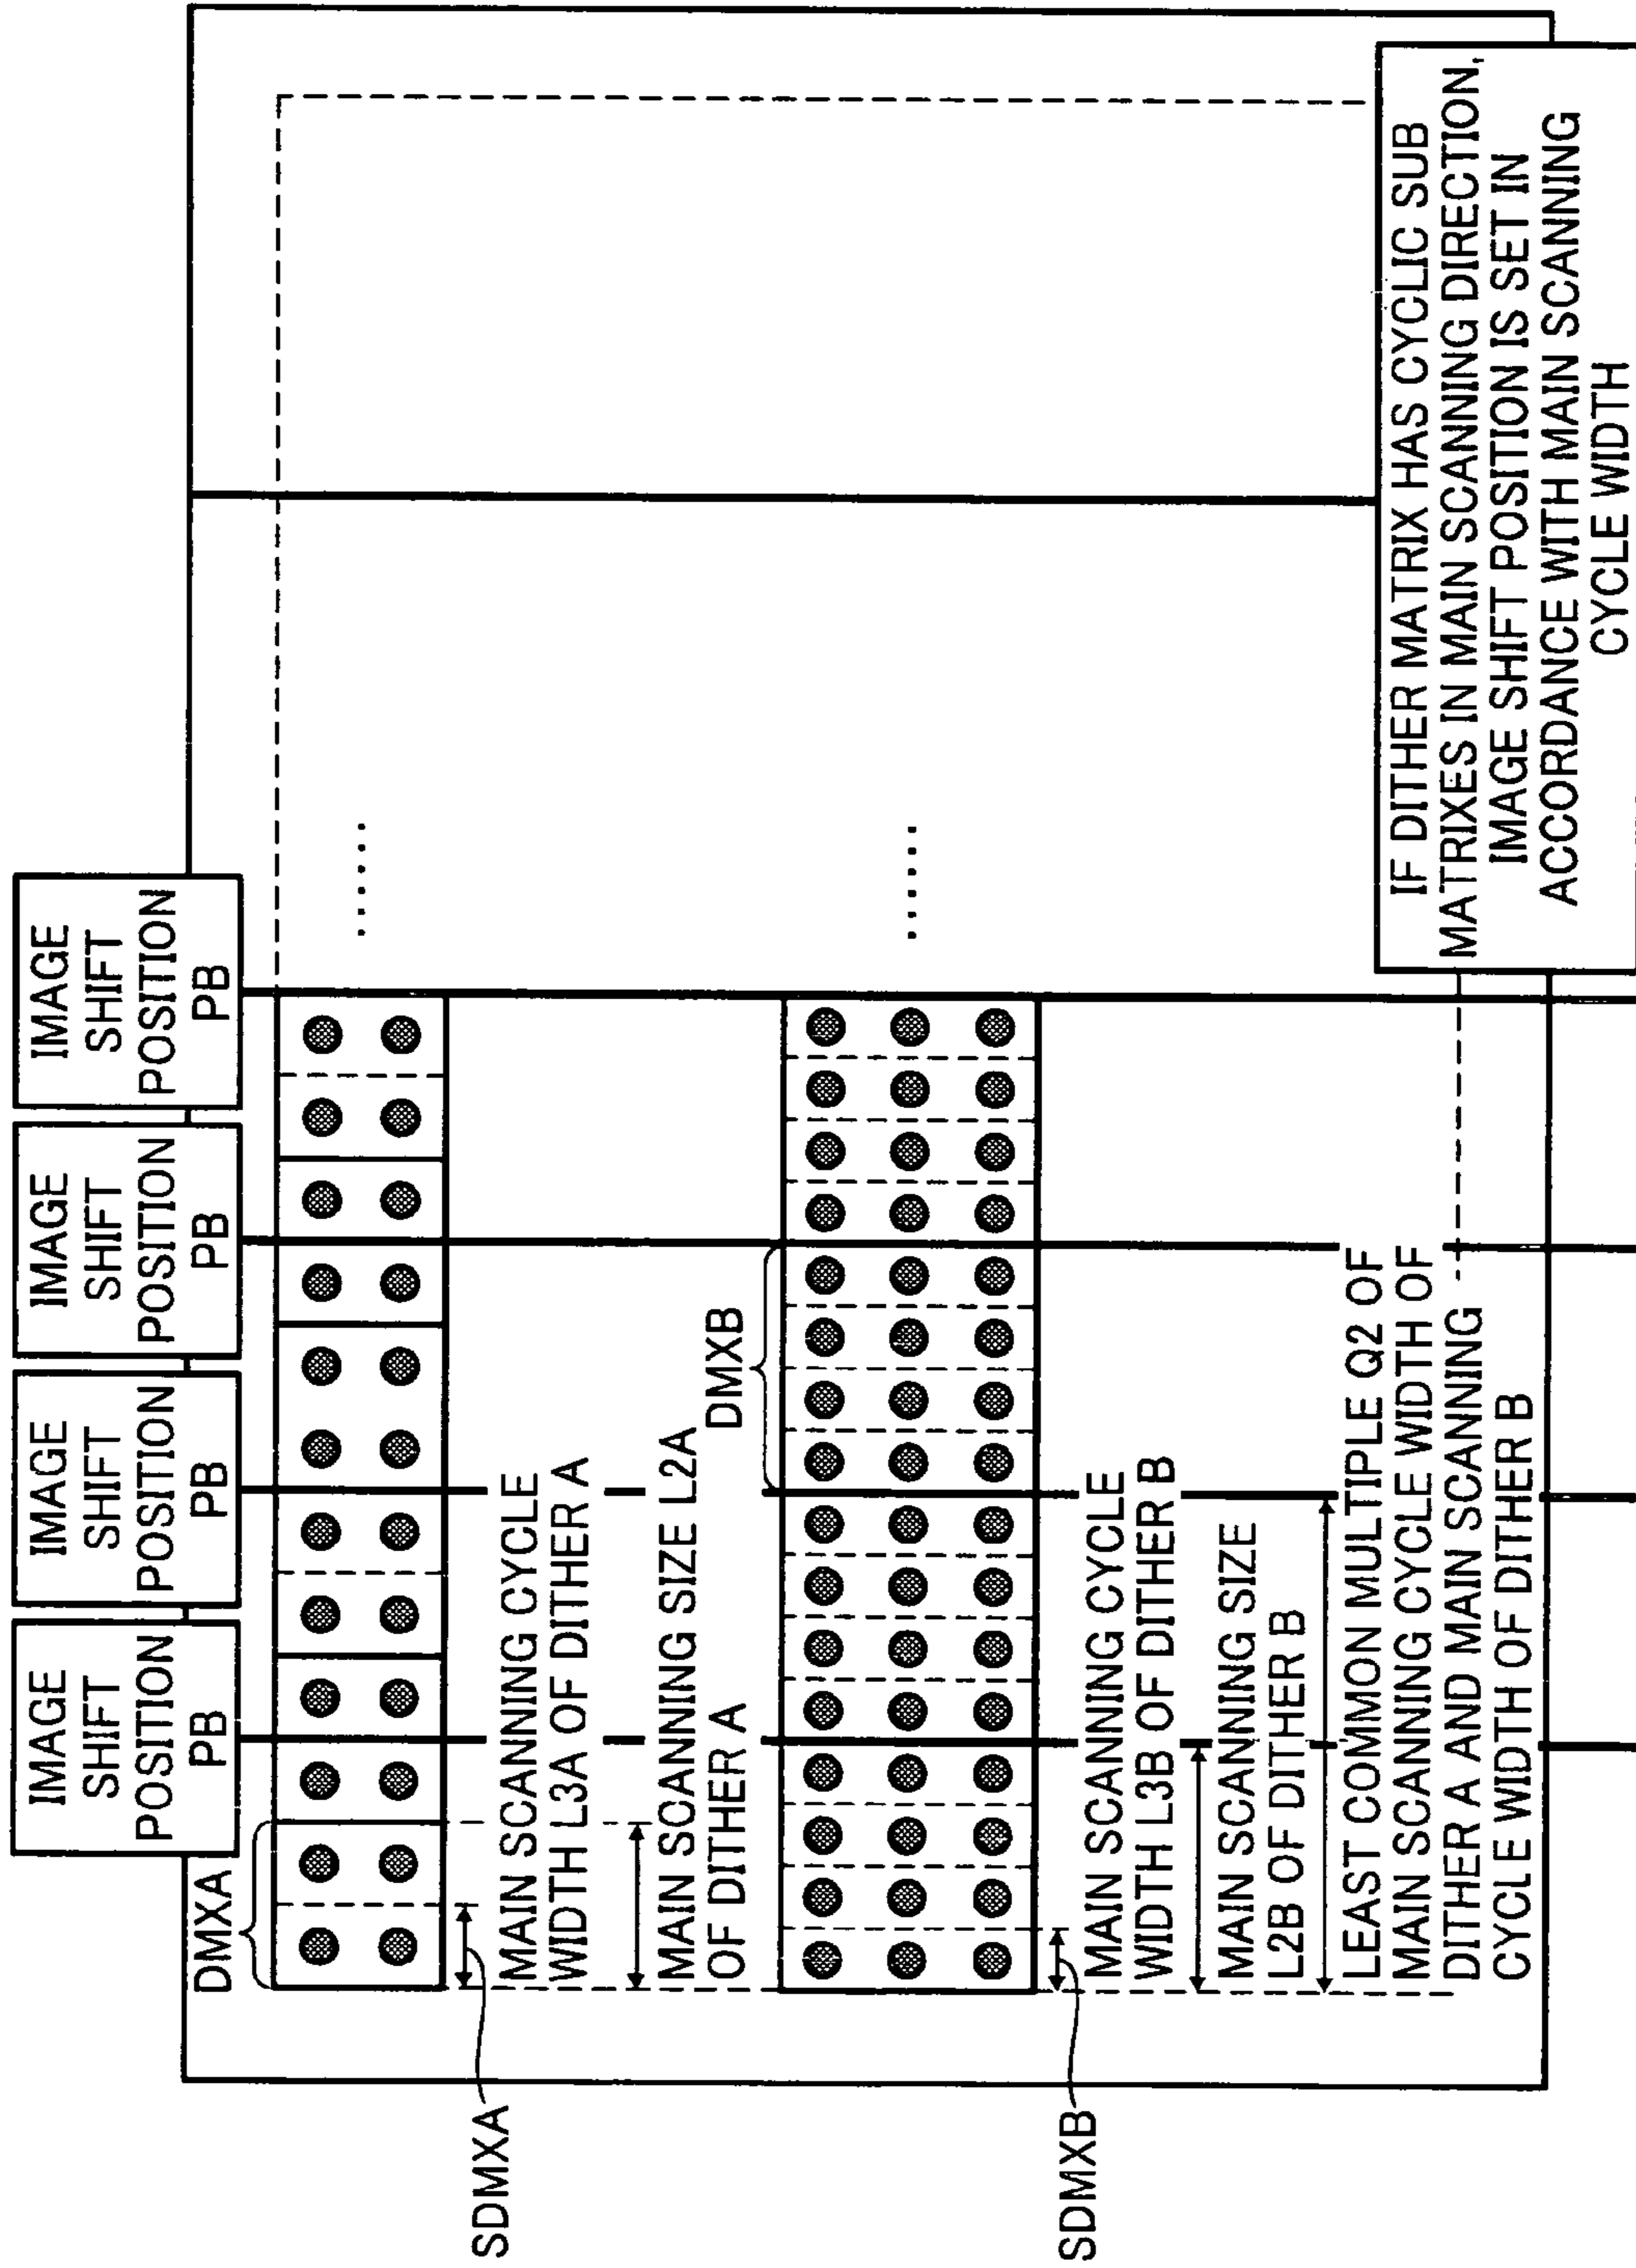 IMAGE
SHIFT
POSITION
PB
IMAGE
SHIFT
POSITION
PB
IMAGE
SHIFT
POSITION
PB
IMAGE
SHIFT
POSITION
PB
DMXA
SDMXA
MAIN SCANNING CYCLE
WIDTH L3A OF DITHER A
MAIN SCANNING SIZE L2A
OF DITHER A
......
DMXB
......
SDMXB
MAIN SCANNING CYCLE
WIDTH L3B OF DITHER B
MAIN SCANNING SIZE
L2B OF DITHER B
LEAST COMMON MULTIPLE Q2 OF
MAIN SCANNING CYCLE WIDTH OF
DITHER A AND MAIN SCANNING
CYCLE WIDTH OF DITHER B
IF DITHER MATRIX HAS CYCLIC SUB
MATRIXES IN MAIN SCANNING DIRECTION,
IMAGE SHIFT POSITION IS SET IN
ACCORDANCE WITH MAIN SCANNING
CYCLE WIDTH